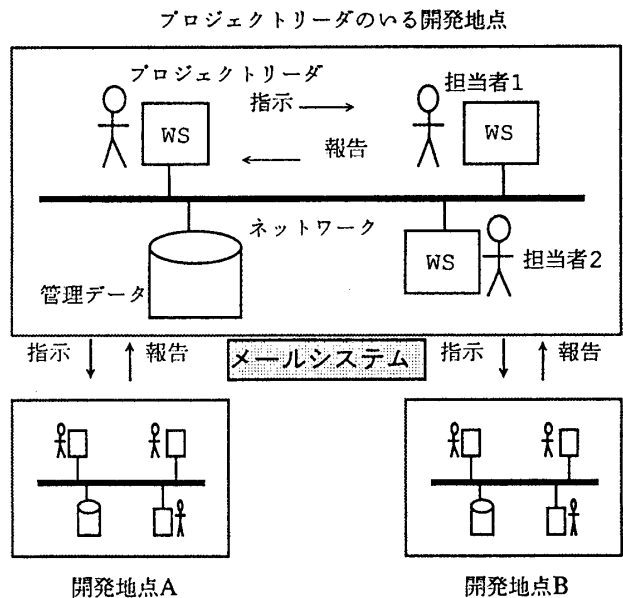 プロジェクトリーダのいる開発地点
プロジェクトリーダ
担当者1
指示
WS
WS
報告
ネットワーク
WS
担当者2
管理データ
指示
報告
メールシステム
指示
報告
開発地点A
開発地点B